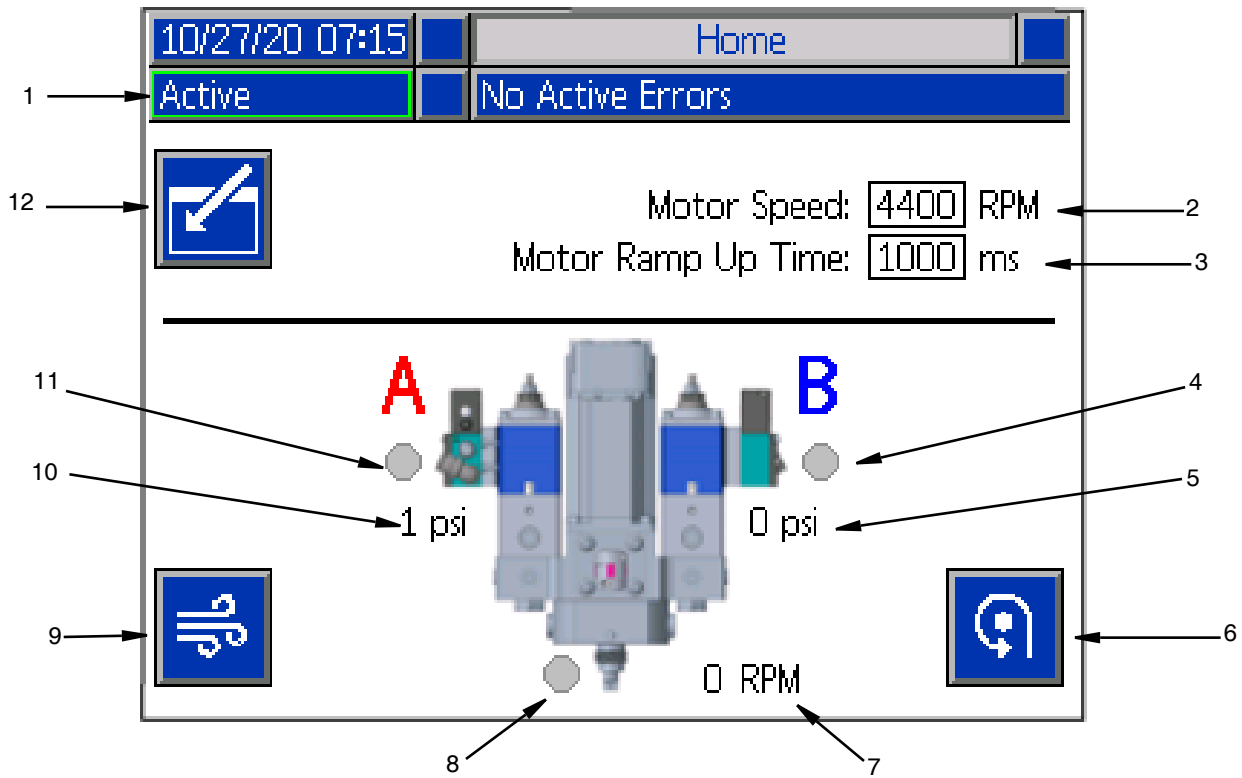 10/27/20 07:15 Home
1 Active No Active Errors
12 Motor Speed: 4400 RPM 2
Motor Ramp Up Time: 1000 ms 3
A B
11 4
10 5
1 psi 0 psi
9 6
0 RPM
8 7